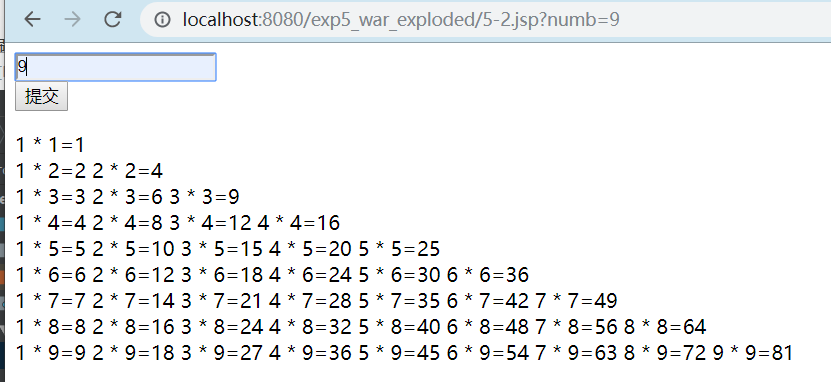 localhost:8080/exp5_war_exploded/5-2.jsp?numb=9
9
提交
1 * 1=1
1 * 2=2 2 * 2=4
1 * 3=3 2 * 3=6 3 * 3=9
1 * 4=4 2 * 4=8 3 * 4=12 4 * 4=16
1 * 5=5 2 * 5=10 3 * 5=15 4 * 5=20 5 * 5=25
1 * 6=6 2 * 6=12 3 * 6=18 4 * 6=24 5 * 6=30 6 * 6=36
1 * 7=7 2 * 7=14 3 * 7=21 4 * 7=28 5 * 7=35 6 * 7=42 7 * 7=49
1 * 8=8 2 * 8=16 3 * 8=24 4 * 8=32 5 * 8=40 6 * 8=48 7 * 8=56 8 * 8=64
1 * 9=9 2 * 9=18 3 * 9=27 4 * 9=36 5 * 9=45 6 * 9=54 7 * 9=63 8 * 9=72 9 * 9=81